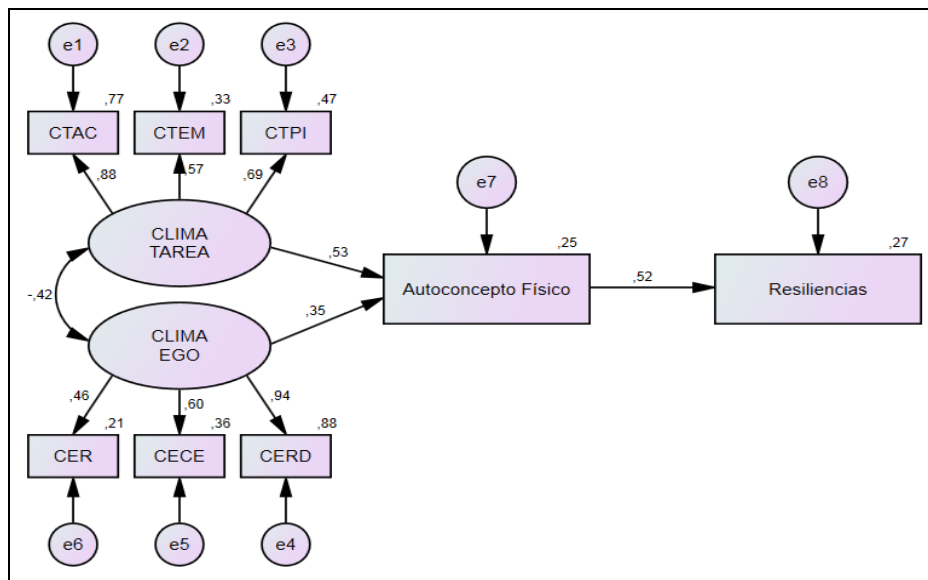 e1
e2
e3
,77
,33
,47
CTAC
CTEM
CTPI
,88
,57
,69
e7
e8
CLIMA
TAREA
,53
,25
,27
-,42
Autoconcepto Físico
,52
Resiliencias
,35
CLIMA
EGO
,46
,60
,94
,21
,36
,88
CER
CECE
CERD
e6
e5
e4